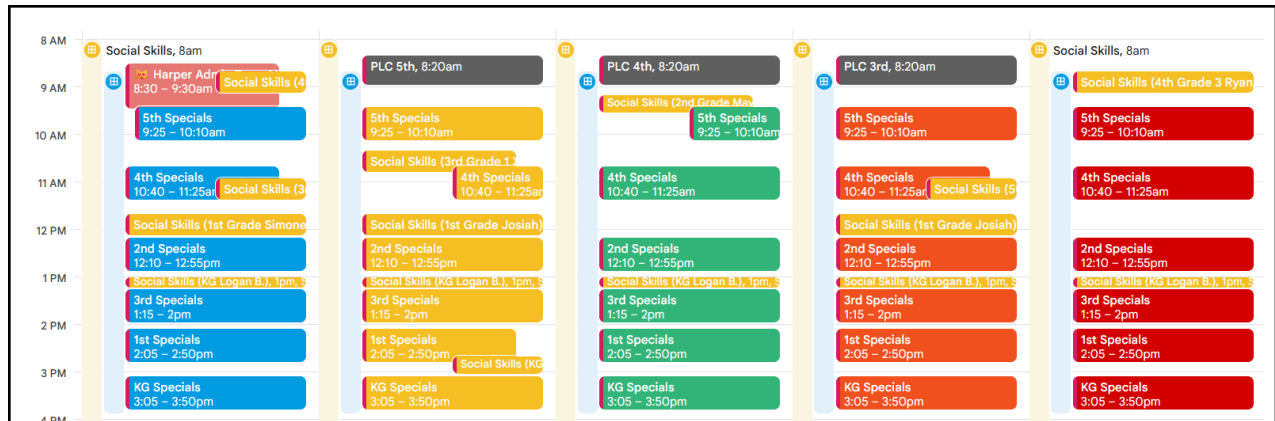 8 AM
9 AM
10 AM
11 AM
12 PM
1 PM
2 PM
3 PM
4 PM
Social Skills, 8am
Harper Adm
8:30 – 9:30am
Social Skills (4
5th Specials
9:25 – 10:10am
4th Specials
10:40 – 11:25am
Social Skills (3
Social Skills (1st Grade Simone
2nd Specials
12:10 – 12:55pm
Social Skills (KG Logan B.), 1pm, S
3rd Specials
1:15 – 2pm
1st Specials
2:05 – 2:50pm
KG Specials
3:05 – 3:50pm
PLC 5th, 8:20am
5th Specials
9:25 – 10:10am
Social Skills (3rd Grade 1
4th Specials
10:40 – 11:25am
Social Skills (1st Grade Josiah)
2nd Specials
12:10 – 12:55pm
Social Skills (KG Logan B.), 1pm, S
3rd Specials
1:15 – 2pm
1st Specials
2:05 – 2:50pm
Social Skills (KG
KG Specials
3:05 – 3:50pm
PLC 4th, 8:20am
Social Skills (2nd Grade May
5th Specials
9:25 – 10:10am
4th Specials
10:40 – 11:25am
2nd Specials
12:10 – 12:55pm
Social Skills (KG Logan B.), 1pm, S
3rd Specials
1:15 – 2pm
1st Specials
2:05 – 2:50pm
KG Specials
3:05 – 3:50pm
PLC 3rd, 8:20am
5th Specials
9:25 – 10:10am
4th Specials
10:40 – 11:25am
Social Skills (5
Social Skills (1st Grade Josiah)
2nd Specials
12:10 – 12:55pm
Social Skills (KG Logan B.), 1pm, S
3rd Specials
1:15 – 2pm
1st Specials
2:05 – 2:50pm
KG Specials
3:05 – 3:50pm
Social Skills, 8am
Social Skills (4th Grade 3 Ryan
5th Specials
9:25 – 10:10am
4th Specials
10:40 – 11:25am
2nd Specials
12:10 – 12:55pm
Social Skills (KG Logan B.), 1pm, S
3rd Specials
1:15 – 2pm
1st Specials
2:05 – 2:50pm
KG Specials
3:05 – 3:50pm